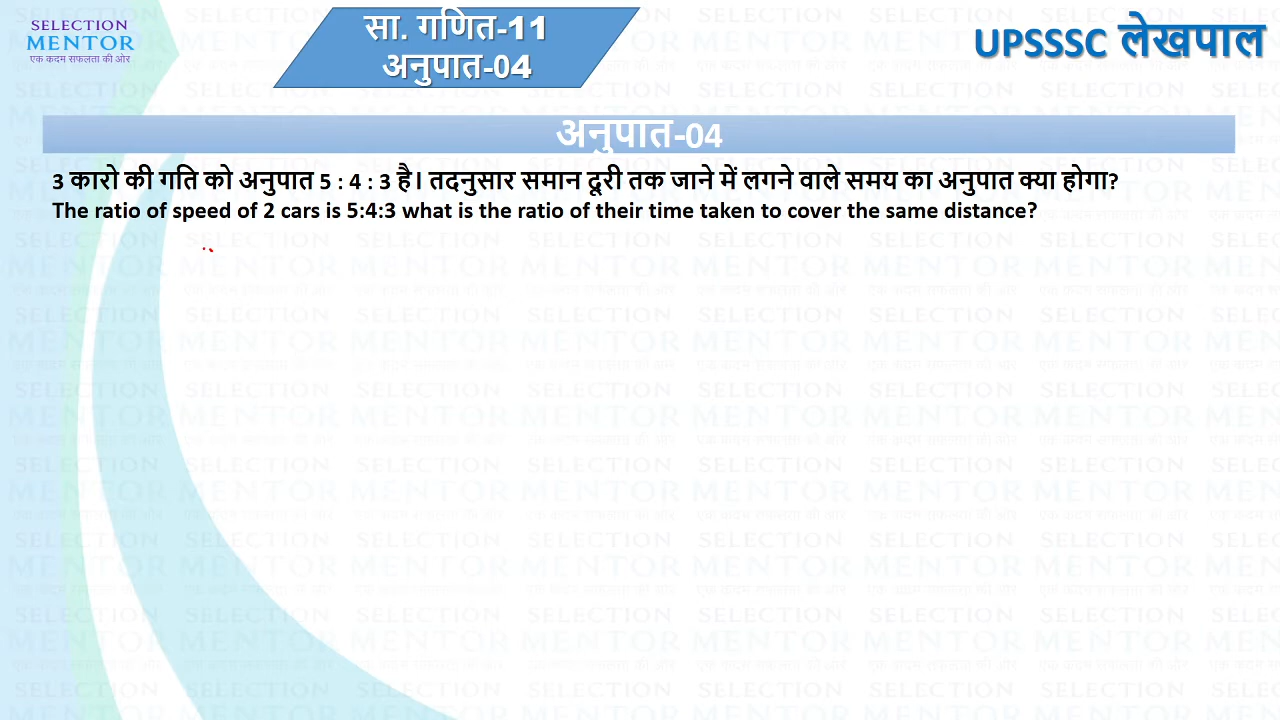 SELECTION
MENTOR
एक कदम सफलता की ओर
सा. गणित-11
अनुपात-04
UPSSSC लेखपाल
अनुपात-04
3 कारो की गति को अनुपात 5 : 4 : 3 है। तदनुसार समान दूरी तक जाने में लगने वाले समय का अनुपात क्या होगा?
The ratio of speed of 2 cars is 5:4:3 what is the ratio of their time taken to cover the same distance?